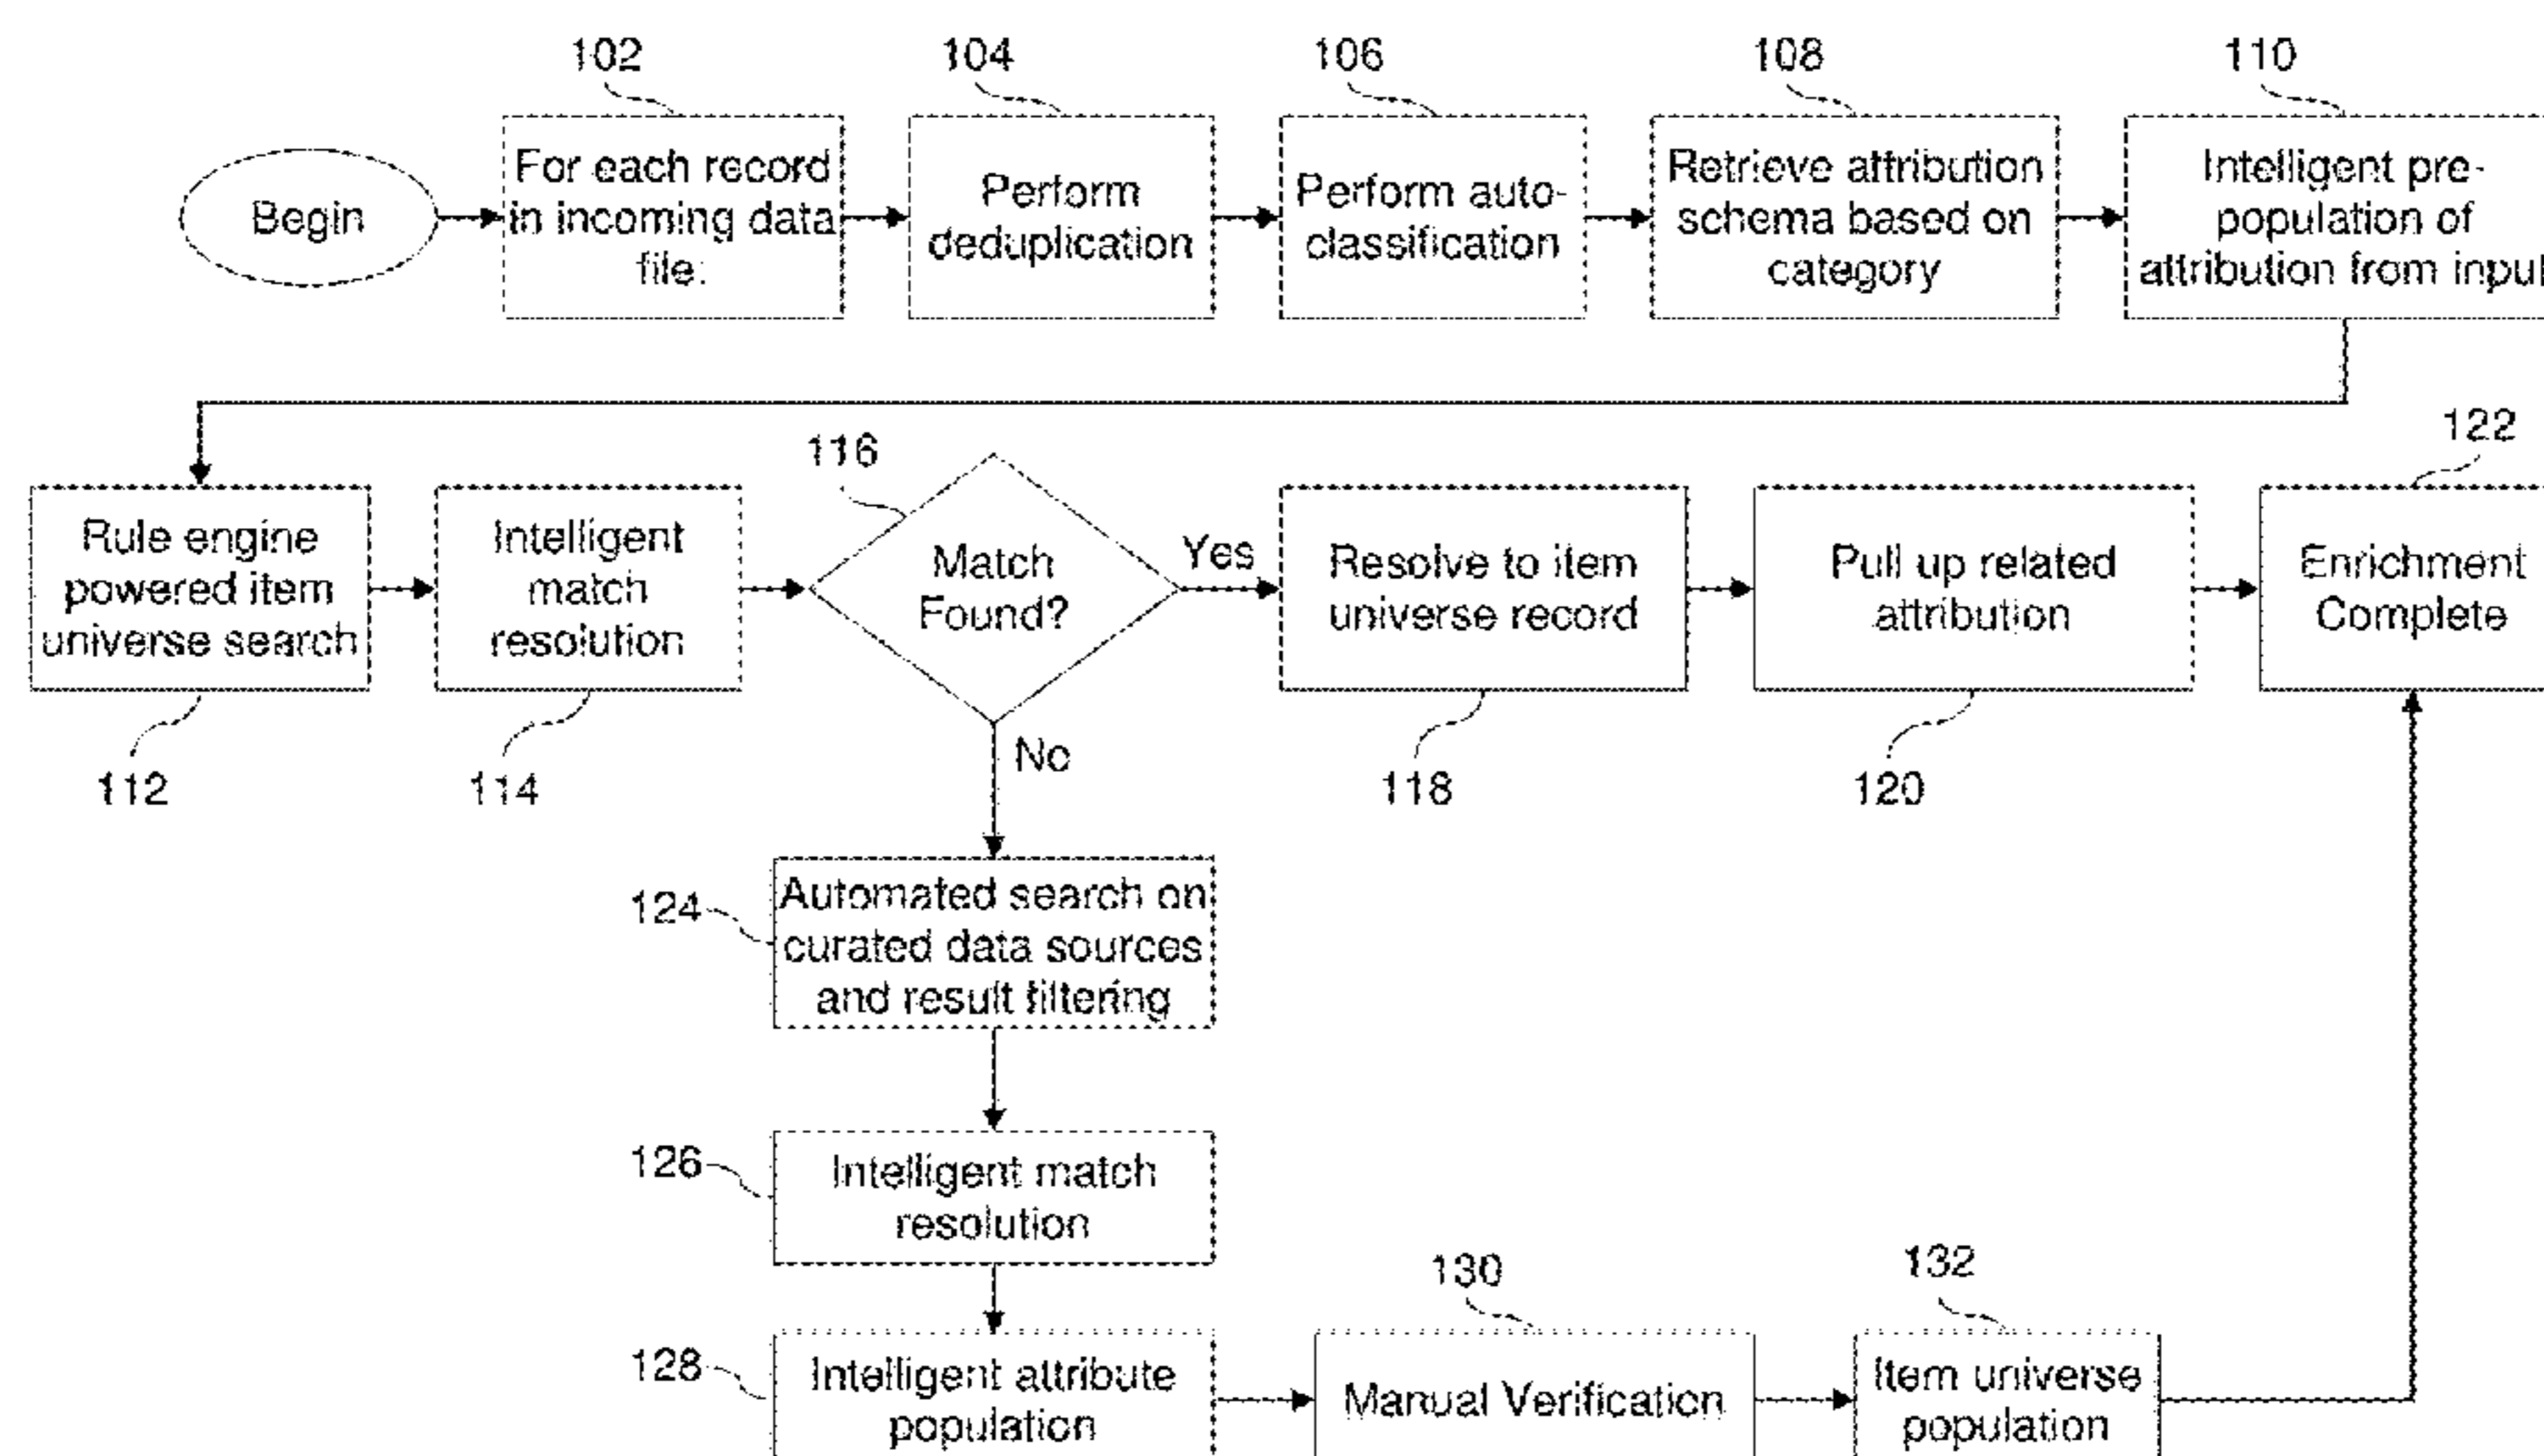 102
104
106
108
110
Begin
For each record
in incoming data
file:
Perform
deduplication
Perform auto-
classification
Retrieve attribution
schema based on
category
Intelligent pre-
population of
attribution from input
116
122
Rule engine
powered item
universe search
Intelligent
match
resolution
Match
Found?
Yes
Resolve to item
universe record
Pull up related
attribution
Enrichment
Complete
No
112
114
118
120
124
Automated search on
curated data sources
and result filtering
126
Intelligent match
resolution
130
132
128
Intelligent attribute
population
Manual Verification
Item universe
population